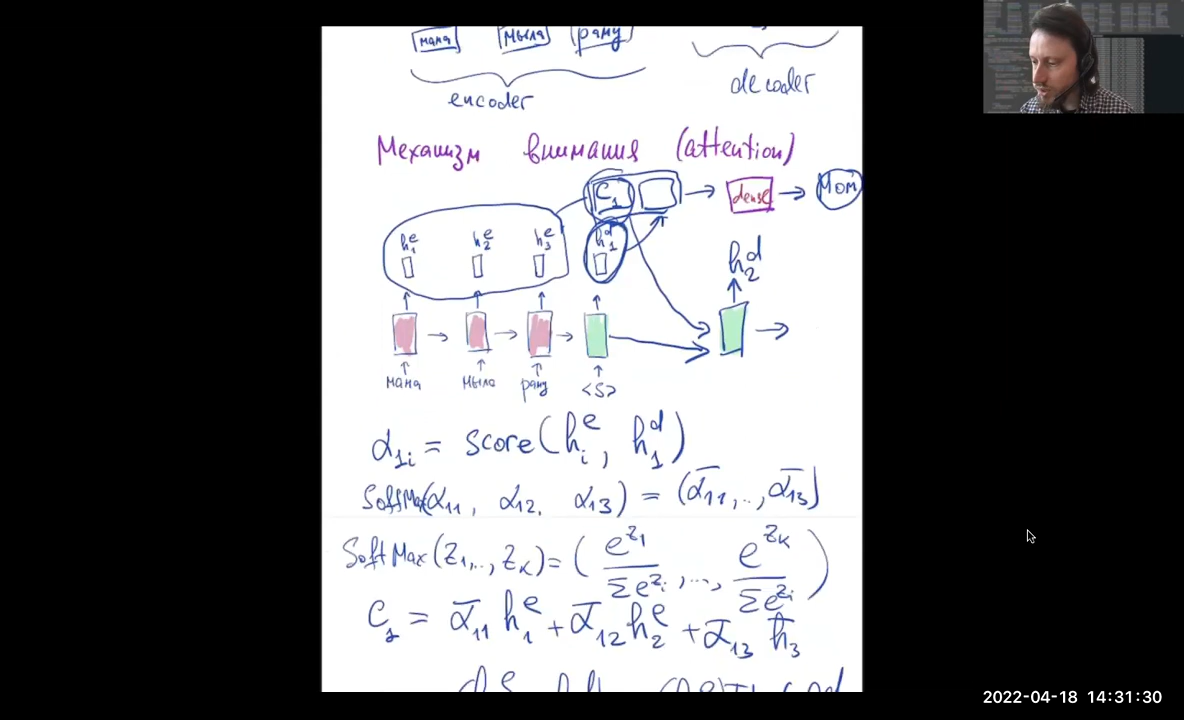 мама мыла раму
encoder
decoder
Механизм внимания (attention)
C₁ → dense → Mom
h₁ᵉ h₂ᵉ h₃ᵉ h₁ᵈ
h₂ᵈ
мама мыла раму <S>
α₁ᵢ = score(hᵢᵉ, h₁ᵈ)
SoftMax(α₁₁, α₁₂, α₁₃) = (ᾱ₁₁,..,ᾱ₁₃)
SoftMax(z₁,..,zₖ) = (e^z₁ / Σe^zᵢ ,..., e^zₖ / Σe^zᵢ)
C₁ = ᾱ₁₁ h₁ᵉ + ᾱ₁₂ h₂ᵉ + ᾱ₁₃ h₃
2022-04-18 14:31:30